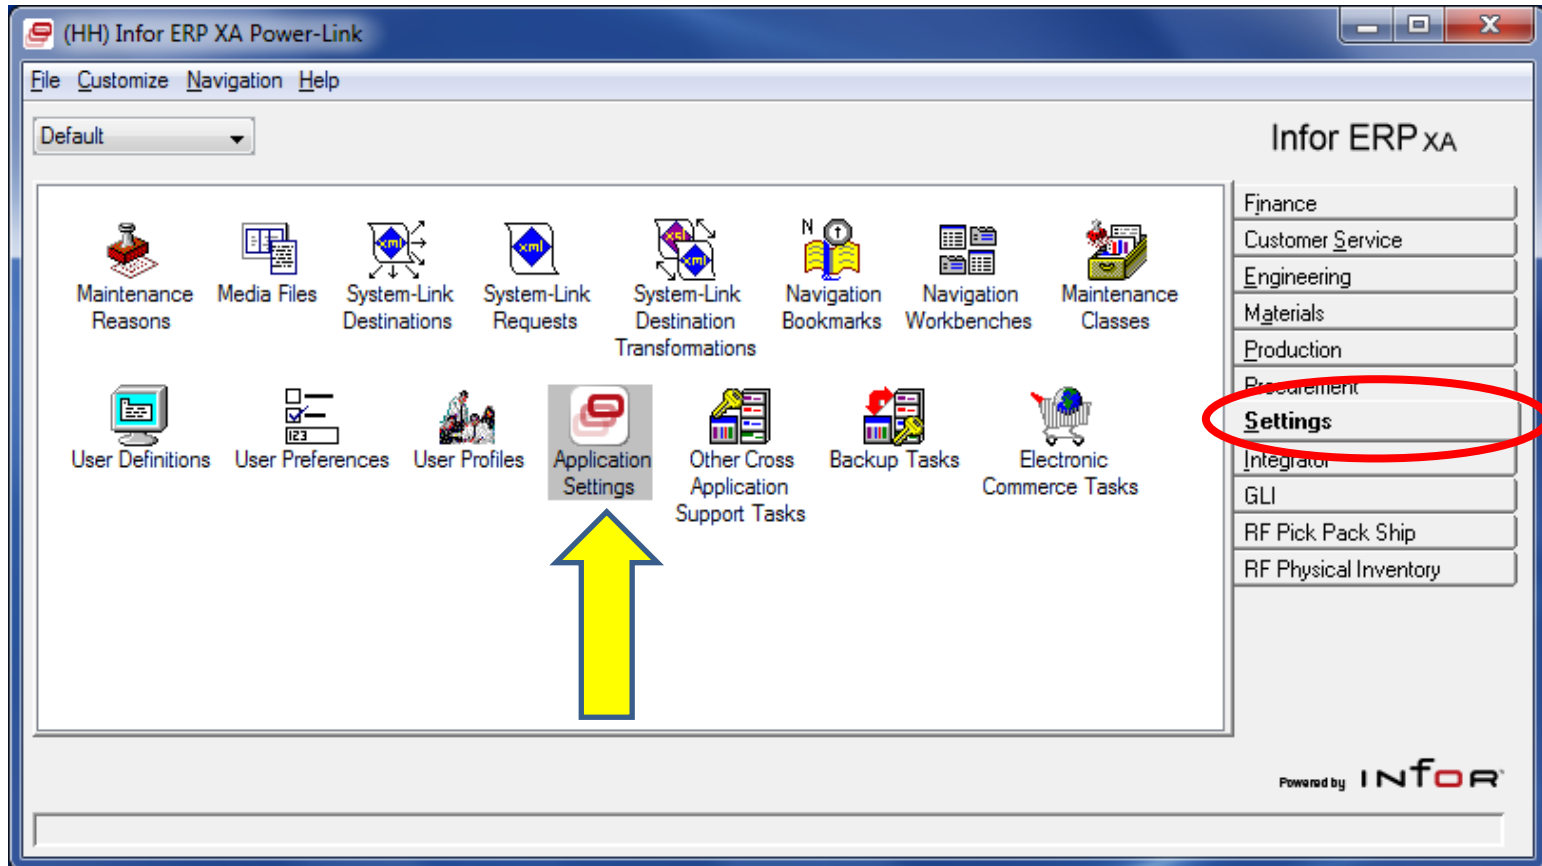 (HH) Infor ERP XA Power-Link
File Customize Navigation Help
Default
Infor ERP XA
Maintenance Reasons
Media Files
System-Link Destinations
System-Link Requests
System-Link Destination Transformations
Navigation Bookmarks
Navigation Workbenches
Maintenance Classes
User Definitions
User Preferences
User Profiles
Application Settings
Other Cross Application Support Tasks
Backup Tasks
Electronic Commerce Tasks
Finance
Customer Service
Engineering
Materials
Production
Procurement
Settings
Integrator
GLI
RF Pick Pack Ship
RF Physical Inventory
Powered by infor